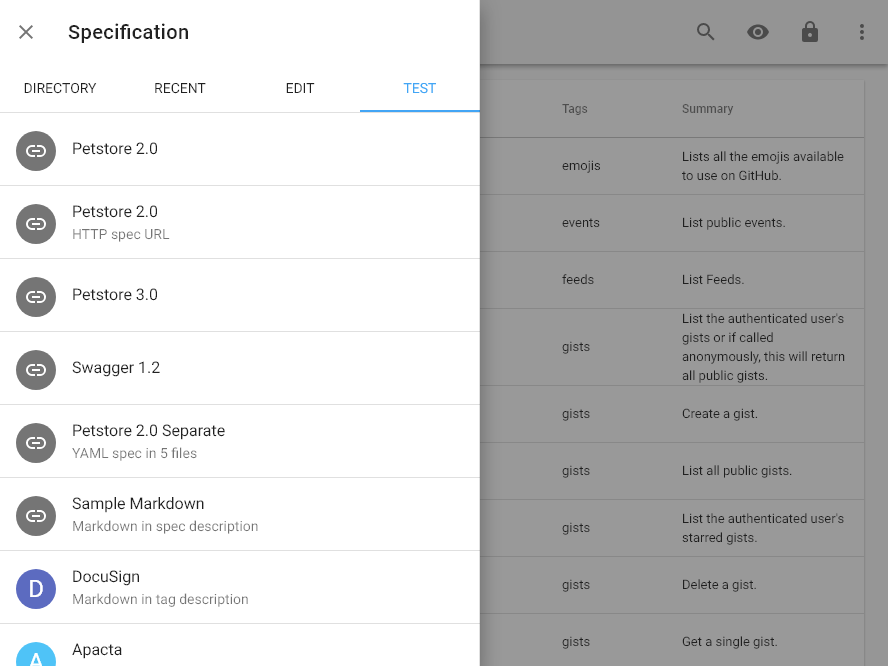 Specification
DIRECTORY RECENT EDIT TEST
Petstore 2.0
Petstore 2.0
HTTP spec URL
Petstore 3.0
Swagger 1.2
Petstore 2.0 Separate
YAML spec in 5 files
Sample Markdown
Markdown in spec description
D
DocuSign
Markdown in tag description
A
Apacta
Tags Summary
emojis
Lists all the emojis available
to use on GitHub.
events
List public events.
feeds
List Feeds.
gists
List the authenticated user's
gists or if called
anonymously, this will return
all public gists.
gists
Create a gist.
gists
List all public gists.
gists
List the authenticated user's
starred gists.
gists
Delete a gist.
gists
Get a single gist.